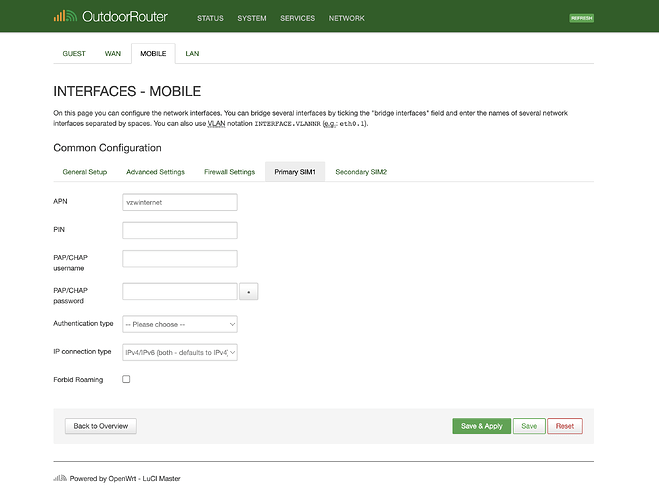 OutdoorRouter
STATUS SYSTEM SERVICES NETWORK
REFRESH
GUEST WAN MOBILE LAN
INTERFACES - MOBILE
On this page you can configure the network interfaces. You can bridge several interfaces by ticking the "bridge interfaces" field and enter the names of several network
interfaces separated by spaces. You can also use VLAN notation INTERFACE.VLANNR (e.g.: eth0.1).
Common Configuration
General Setup Advanced Settings Firewall Settings Primary SIM1 Secondary SIM2
APN vzwinternet
PIN
PAP/CHAP
username
PAP/CHAP
password
Authentication type -- Please choose --
IP connection type IPv4/IPv6 (both - defaults to IPv4)
Forbid Roaming
Back to Overview Save & Apply Save Reset
Powered by OpenWrt - LuCI Master